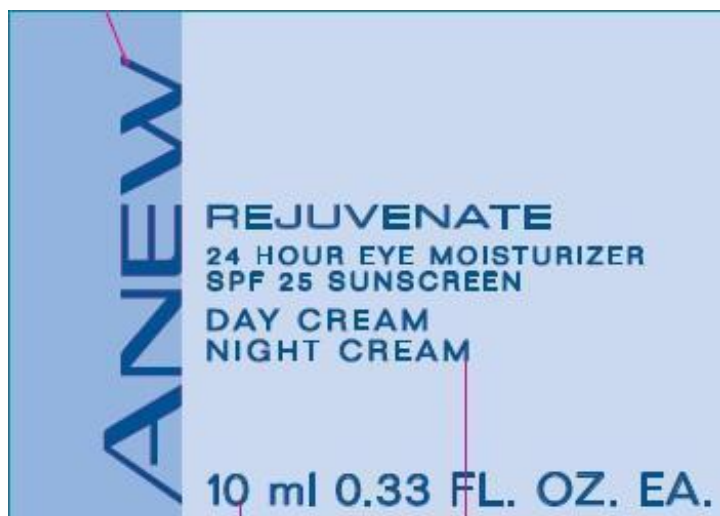 ANEW
REJUVENATE
24 HOUR EYE MOISTURIZER
SPF 25 SUNSCREEN
DAY CREAM
NIGHT CREAM
10 ml 0.33 FL. OZ. EA.